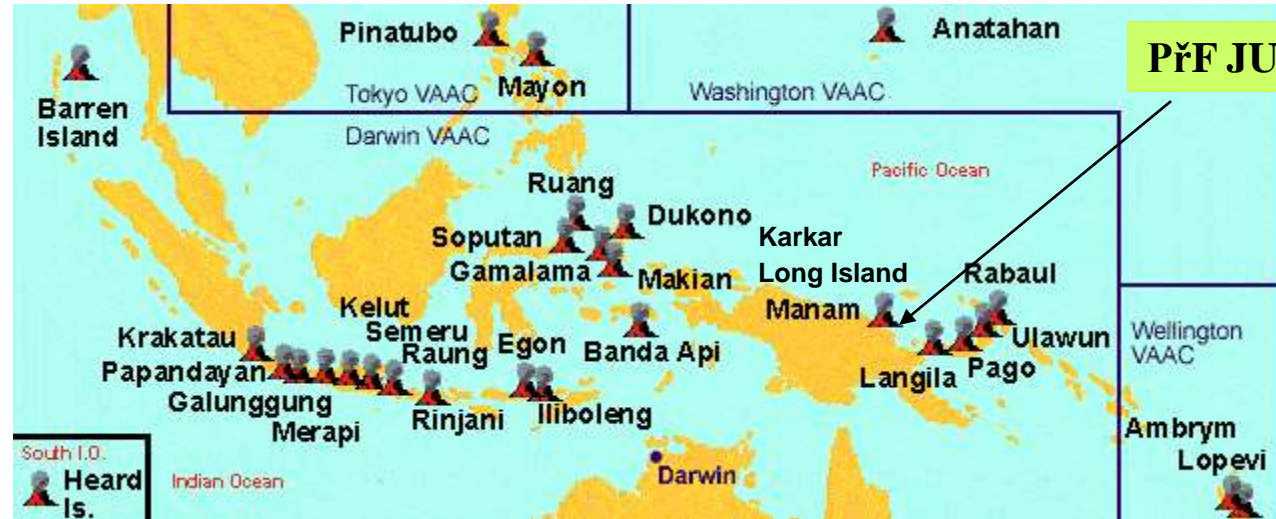 Pinatubo
Anatahan
PřF JU
Mayon
Barren
Island
Tokyo VAAC
Washington VAAC
Darwin VAAC
Pacific Ocean
Ruang
Dukono
Soputan
Gamalama
Makian
Karkar
Long Island
Manam
Rabaul
Ulawun
Kelut
Semeru
Krakatau
Raung
Egon
Banda Api
Wellington
VAAC
Papandayan
Langila
Pago
Galunggung
Merapi
Rinjani
Iliboleng
Ambrym
Lopevi
South I.O.
Heard
Is.
Indian Ocean
Darwin